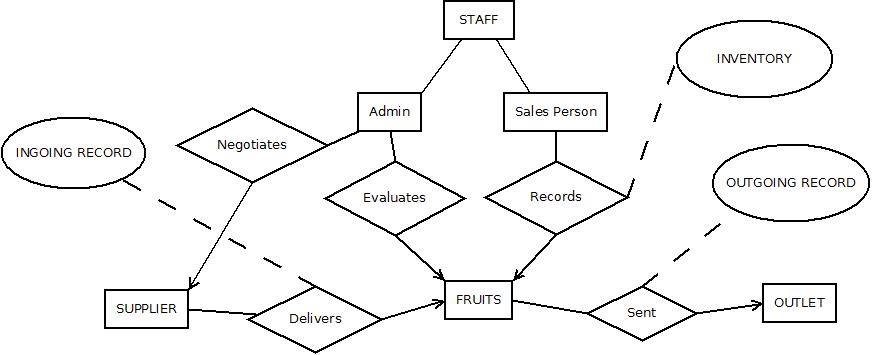 STAFF
INVENTORY
Admin
Sales Person
Negotiates
INGOING RECORD
OUTGOING RECORD
Evaluates
Records
SUPPLIER
FRUITS
OUTLET
Delivers
Sent